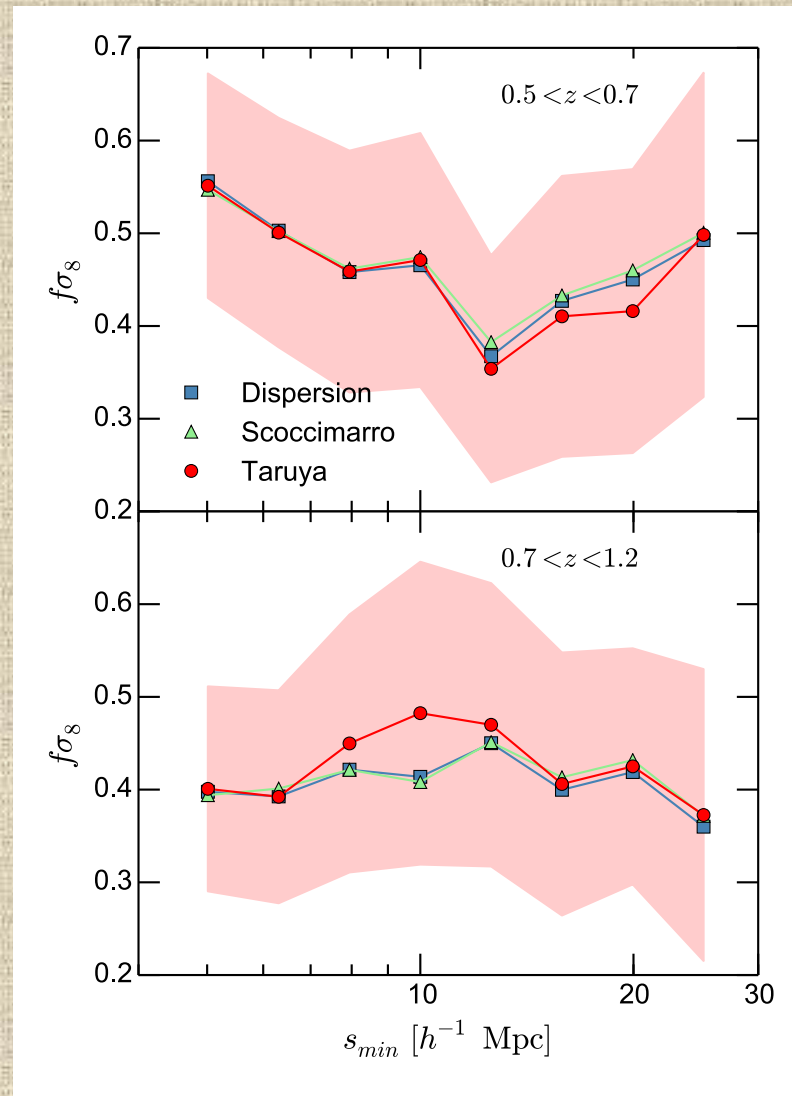 0.7
0.5 < z < 0.7
0.6
0.5
fσ8
0.4
Dispersion
0.3
Scoccimarro
Taruya
0.2
0.7 < z < 1.2
0.6
0.5
fσ8
0.4
0.3
0.2
10 20 30
s_min [h⁻¹ Mpc]